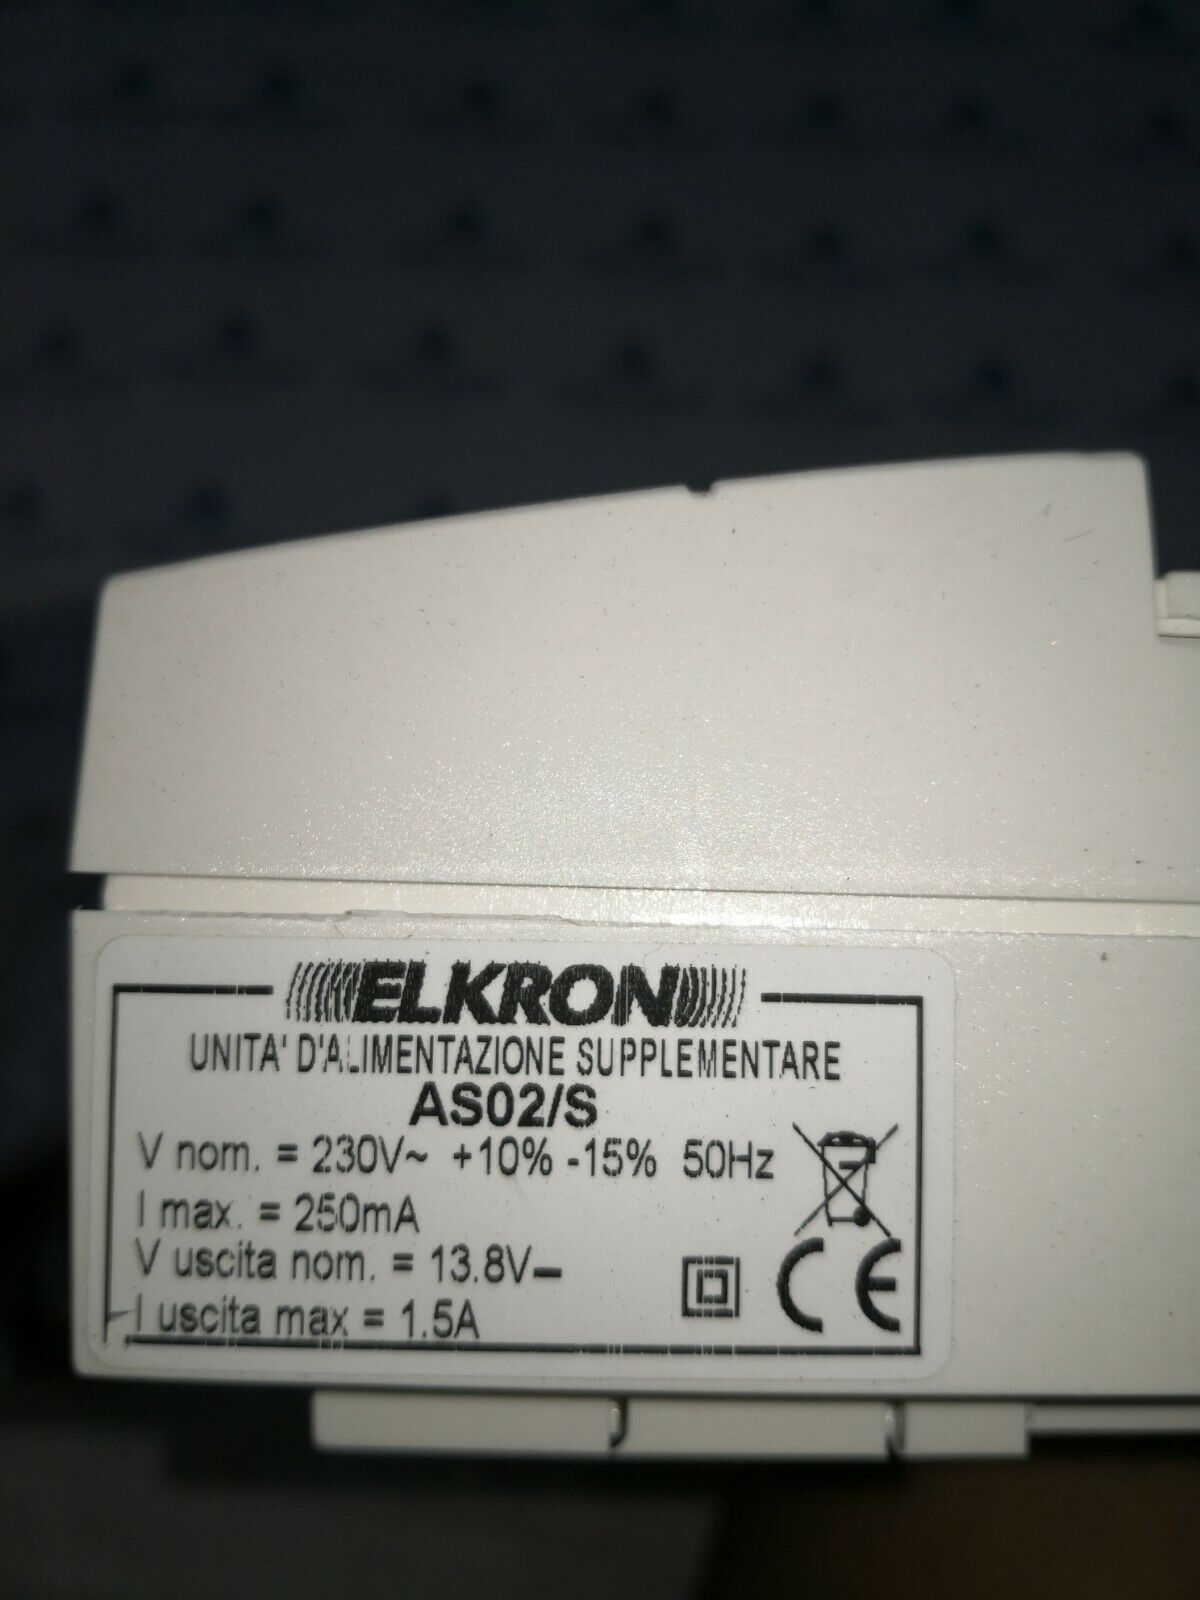 ELKRON
UNITA' D'ALIMENTAZIONE SUPPLEMENTARE
AS02/S
V nom. = 230V~ +10% -15% 50Hz
I max. = 250mA
V uscita nom. = 13.8V⎓
I uscita max = 1.5A
CE